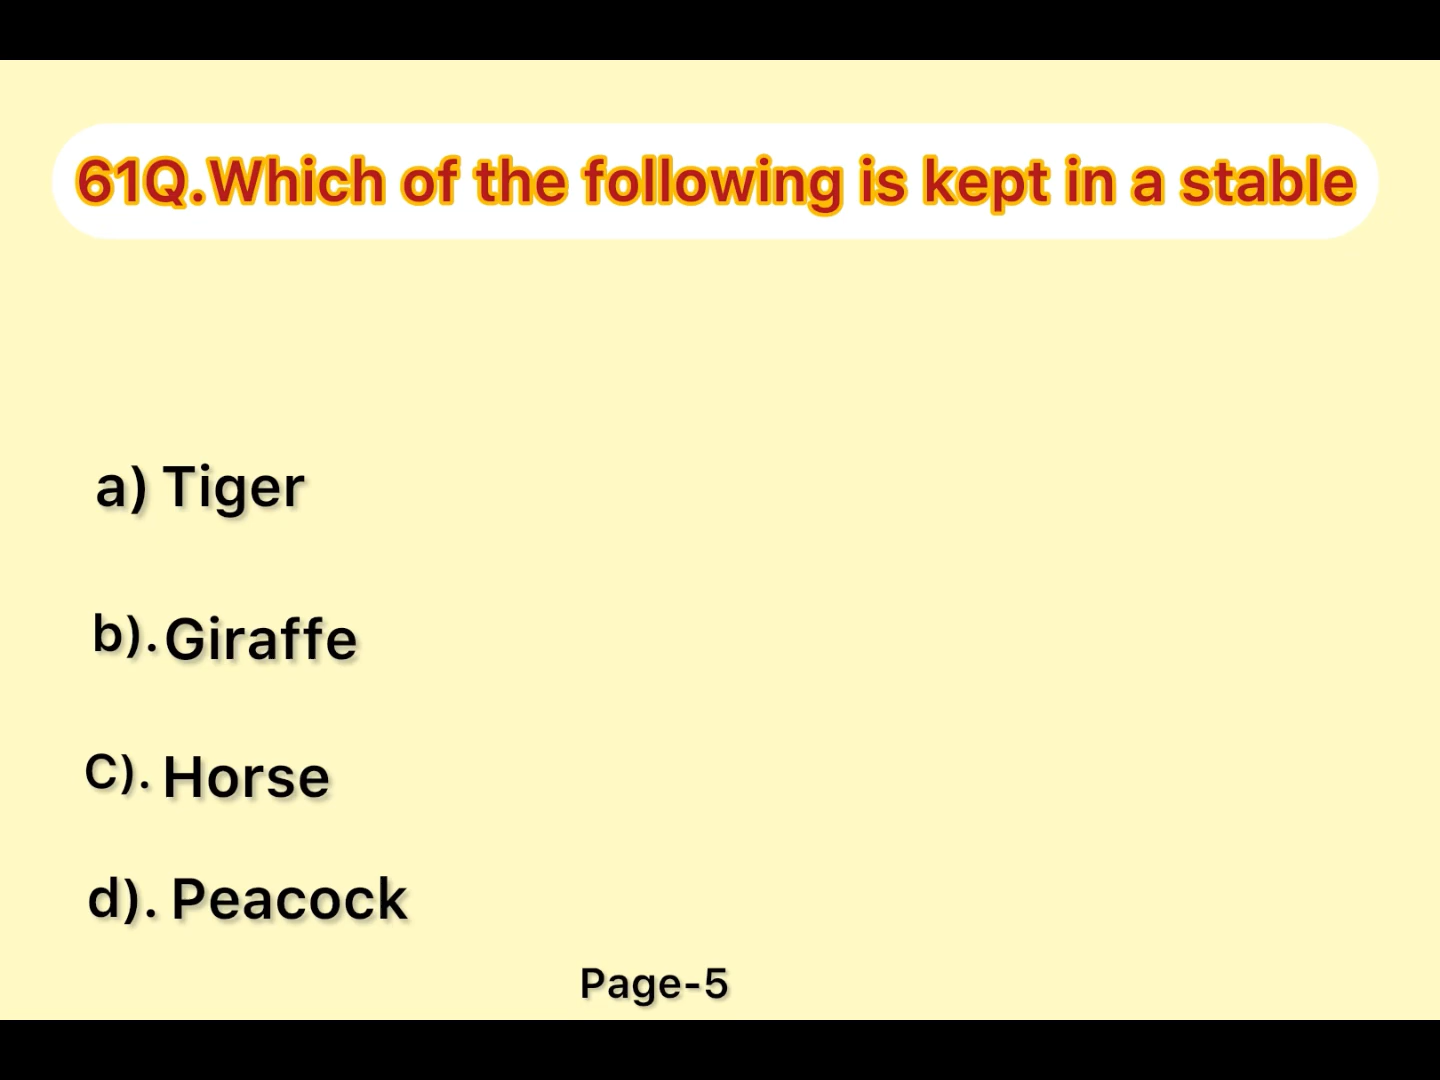 61Q.Which of the following is kept in a stable
a) Tiger
b). Giraffe
C). Horse
d). Peacock
Page-5